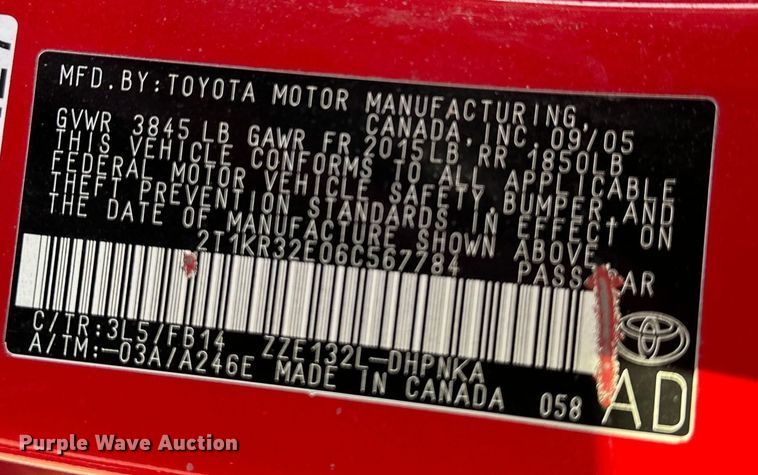 MFD. BY: TOYOTA MOTOR MANUFACTURING,
CANADA, INC. 09/05
GVWR 3845 LB GAWR FR 2015LB RR 1850LB
THIS VEHICLE CONFORMS TO ALL APPLICABLE
FEDERAL MOTOR VEHICLE SAFETY, BUMPER AND
THEFT PREVENTION STANDARDS IN EFFECT ON
THE DATE OF MANUFACTURE SHOWN ABOVE.
2T1KR32E06C567784 PASS CAR
C/TR:3L5/FB14 ZZE132L-DHPNKA
A/TM:-03A/A246E MADE IN CANADA 058
AD
Purple Wave Auction